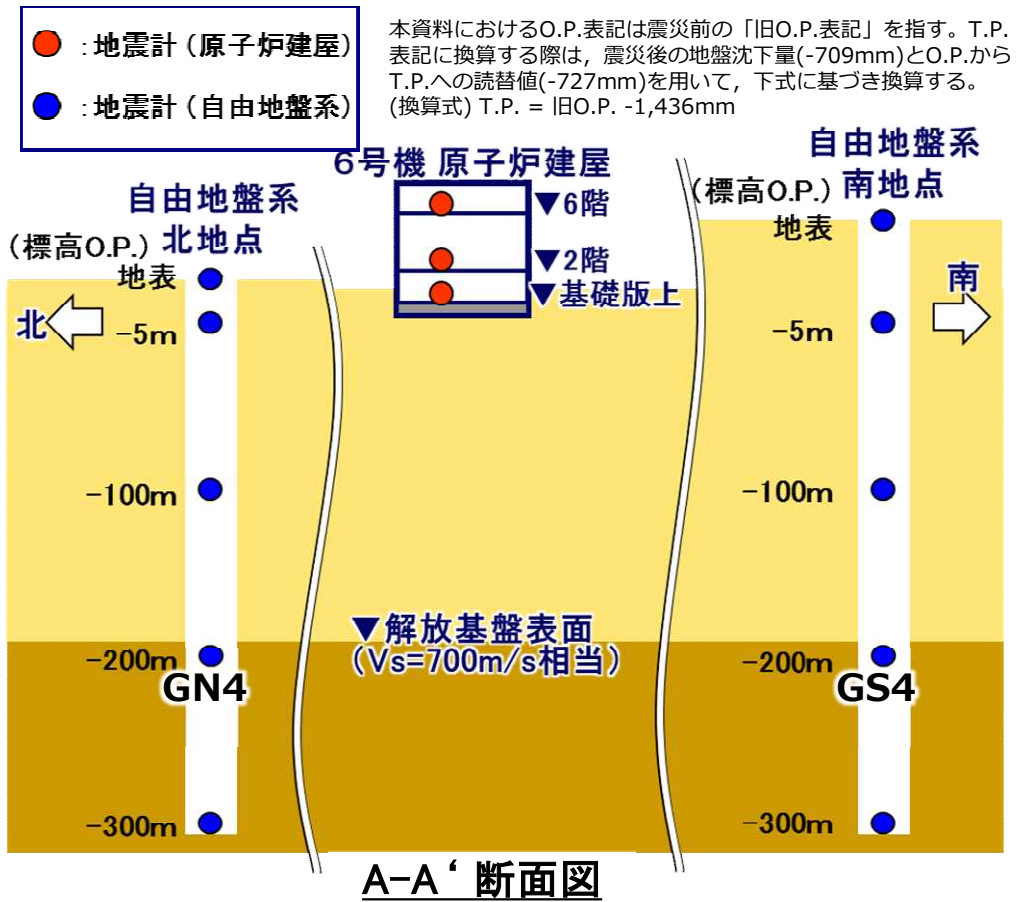 ：地震計（原子炉建屋）
：地震計（自由地盤系）
本資料におけるO.P.表記は震災前の「旧O.P.表記」を指す。T.P.
表記に換算する際は，震災後の地盤沈下量(-709mm)とO.P.から
T.P.への読替値(-727mm)を用いて，下式に基づき換算する。
(換算式) T.P. = 旧O.P. -1,436mm
6号機 原子炉建屋
▼6階
▼2階
▼基礎版上
自由地盤系
北地点
（標高O.P.）
地表
北
-5m
-100m
-200m
GN4
-300m
自由地盤系
南地点
（標高O.P.）
地表
南
-5m
-100m
-200m
GS4
-300m
▼解放基盤表面
（Vs=700m/s相当）
A-A‘断面図